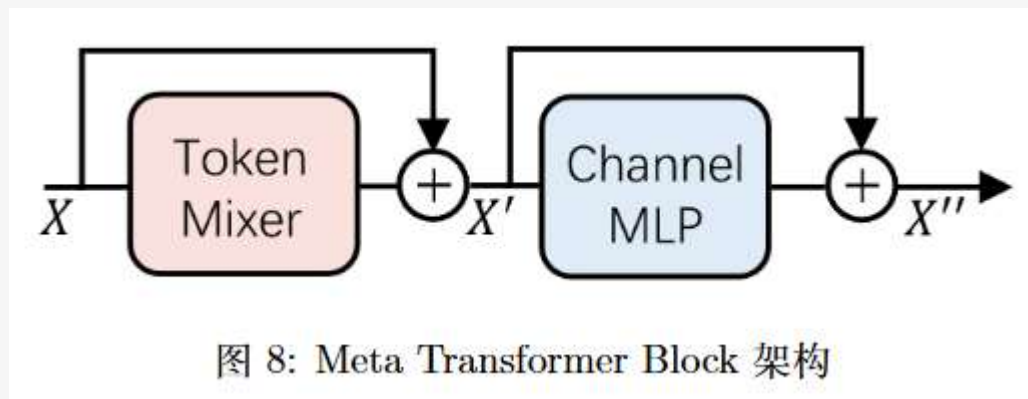 Token
Mixer
Channel
MLP
X
X′
X′′
图 8: Meta Transformer Block 架构